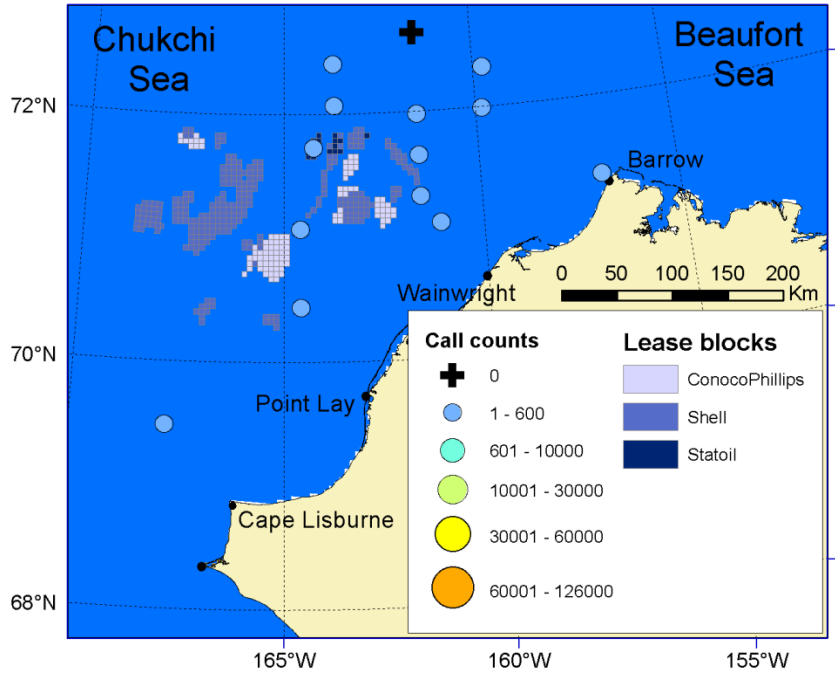 Chukchi
Sea
Beaufort
Sea
72°N
Barrow
0 50 100 150 200
Km
Wainwright
70°N
Point Lay
Cape Lisburne
68°N
Call counts
0
1 - 600
601 - 10000
10001 - 30000
30001 - 60000
60001 - 126000
Lease blocks
ConocoPhillips
Shell
Statoil
165°W
160°W
155°W